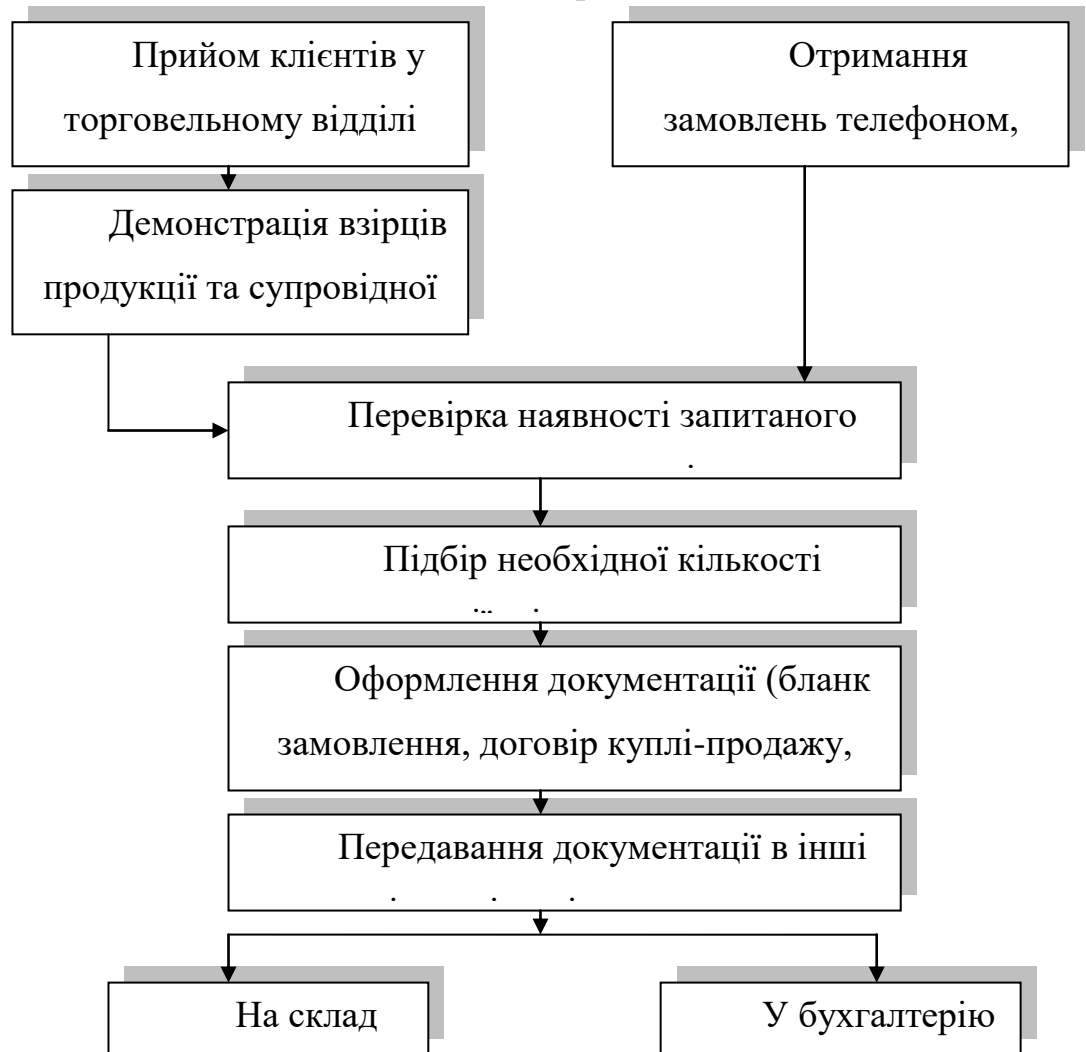 Прийом клієнтів у
торговельному відділі
Отримання
замовлень телефоном,
Демонстрація взірців
продукції та супровідної
Перевірка наявності запитаного
Підбір необхідної кількості
Оформлення документації (бланк
замовлення, договір куплі-продажу,
Передавання документації в інші
На склад
У бухгалтерію